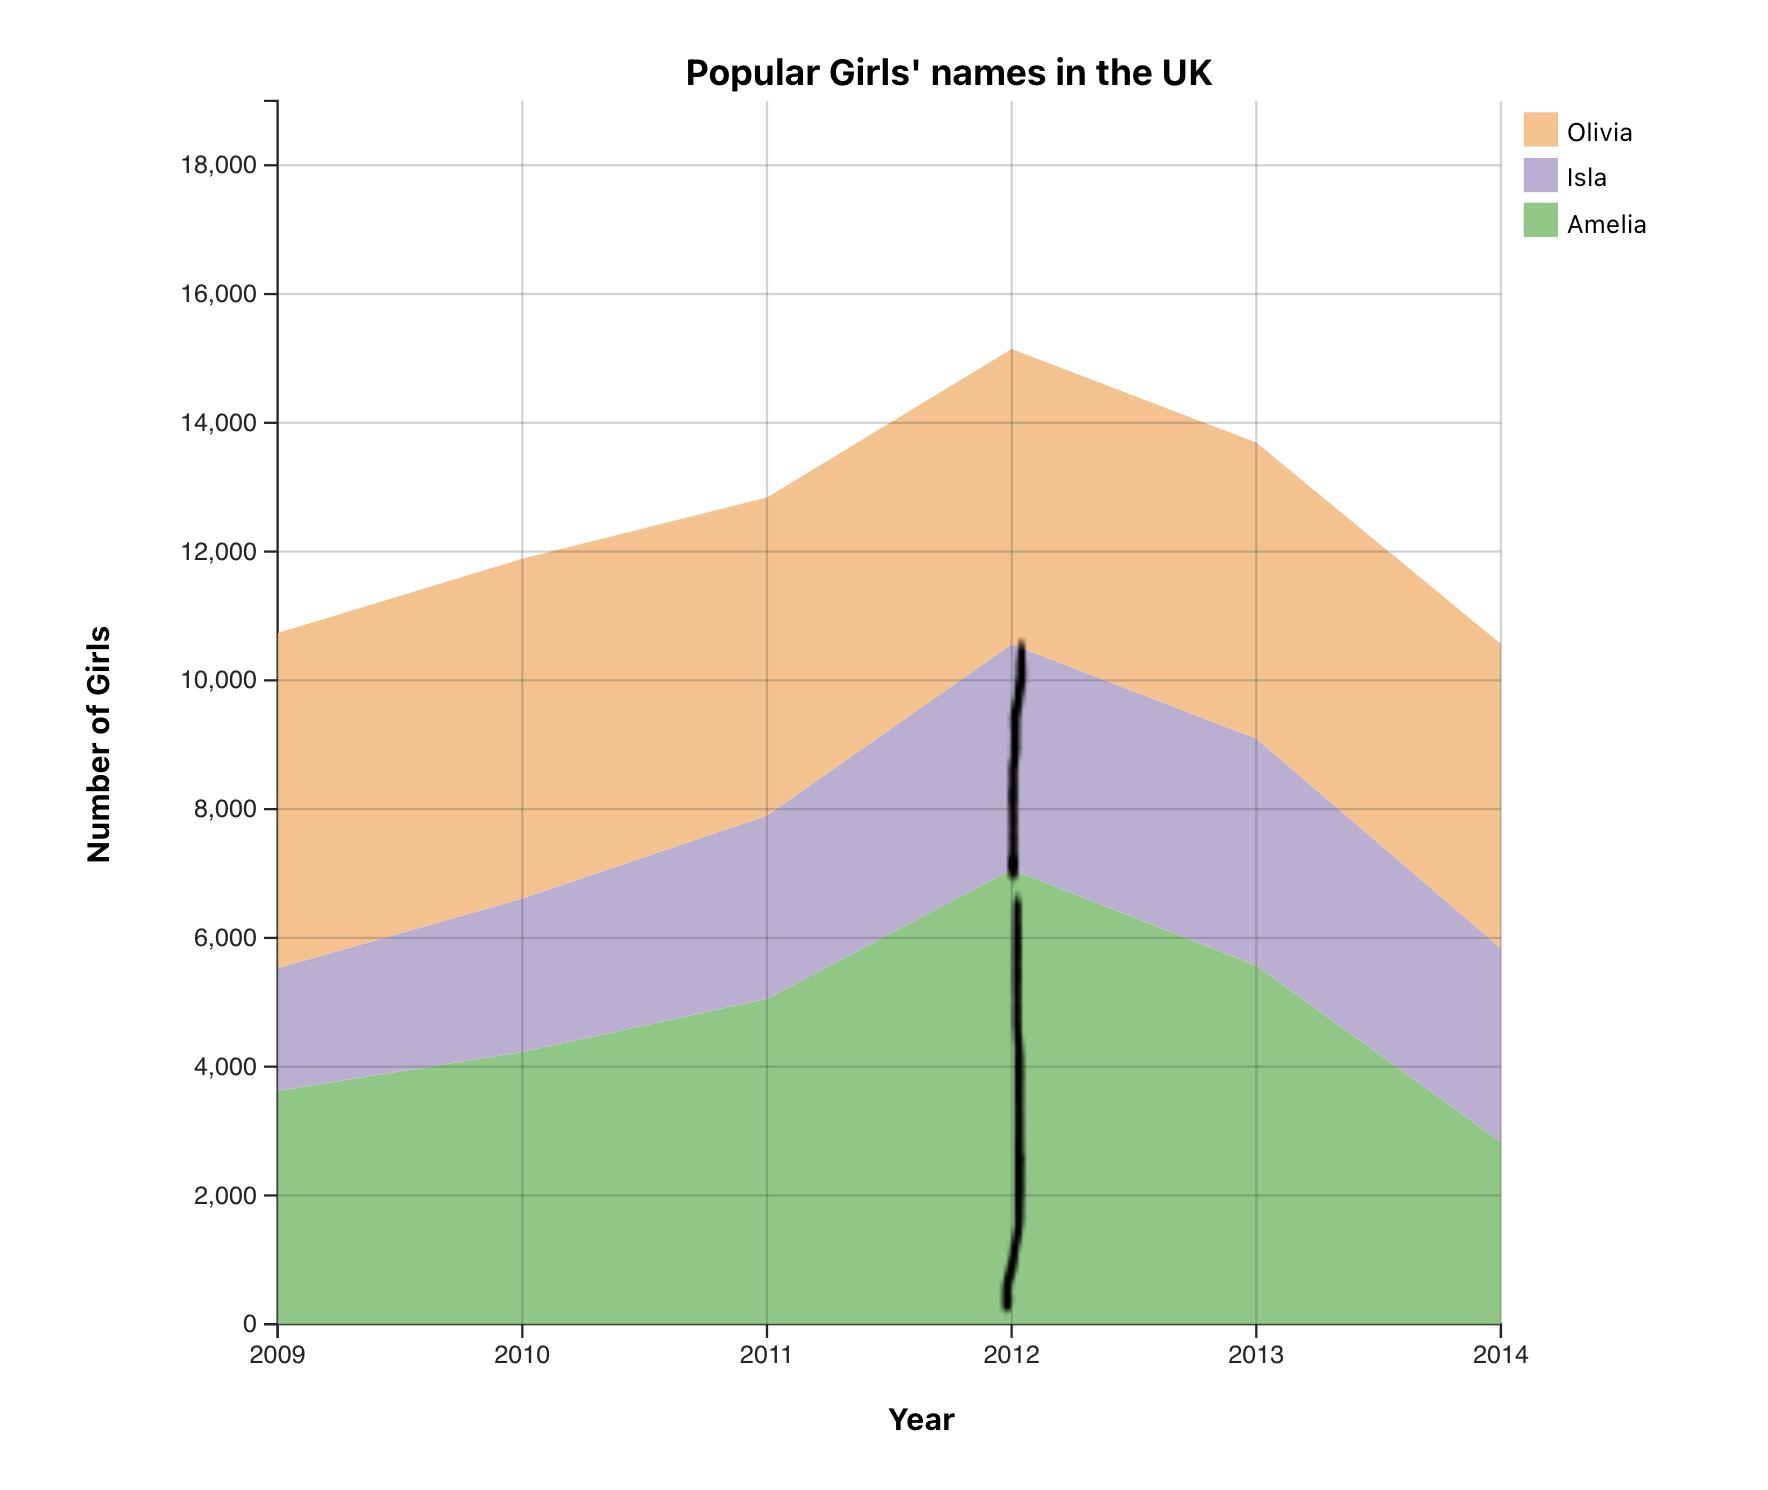 Popular Girls' names in the UK
Olivia
Isla
Amelia
18,000
16,000
14,000
12,000
10,000
8,000
6,000
4,000
2,000
0
Number of Girls
2009 2010 2011 2012 2013 2014
Year